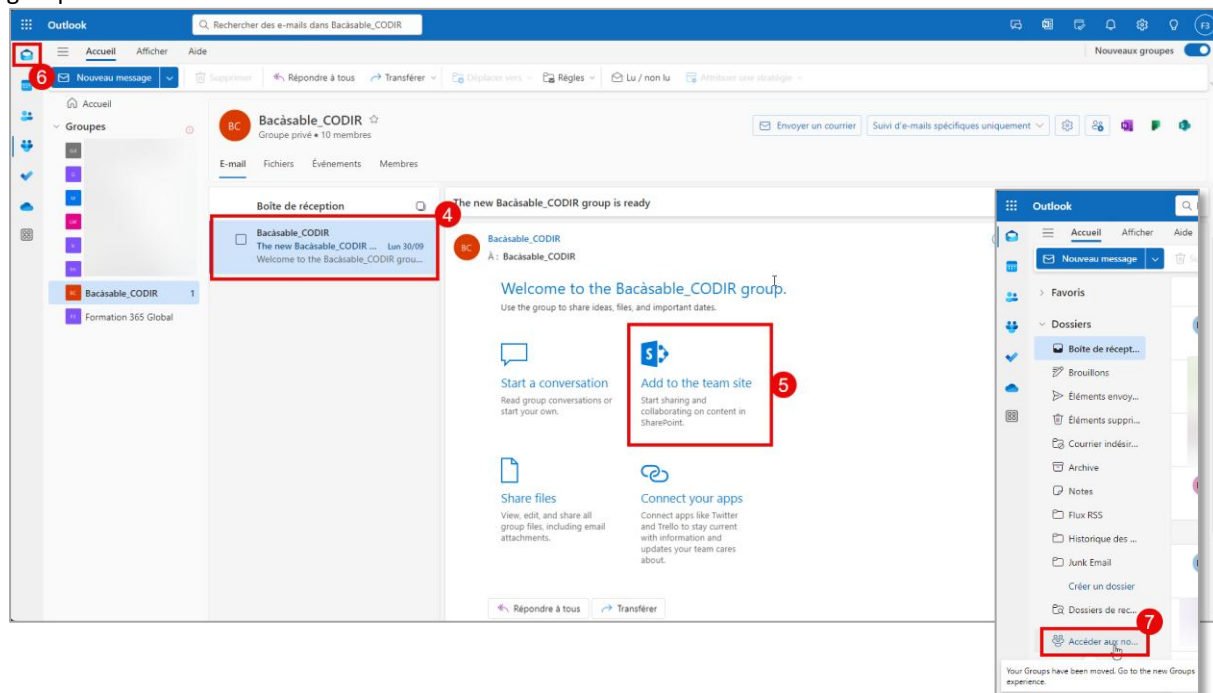 Outlook
Rechercher des e-mails dans Bacàsable_CODIR
F3
Accueil Afficher Aide
Nouveaux groupes
6
Nouveau message
Supprimer
Répondre à tous
Transférer
Déplacer vers
Règles
Lu / non lu
Attribuer une stratégie
Accueil
Groupes
Bacàsable_CODIR 1
Formation 365 Global
BC
Bacàsable_CODIR
Groupe privé • 10 membres
Envoyer un courrier
Suivi d'e-mails spécifiques uniquement
E-mail Fichiers Événements Membres
Boîte de réception
4
Bacàsable_CODIR
The new Bacàsable_CODIR ... Lun 30/09
Welcome to the Bacàsable_CODIR grou...
The new Bacàsable_CODIR group is ready
BC
Bacàsable_CODIR
À : Bacàsable_CODIR
Welcome to the Bacàsable_CODIR group.
Use the group to share ideas, files, and important dates.
Start a conversation
Read group conversations or
start your own.
Add to the team site
Start sharing and
collaborating on content in
SharePoint.
5
Share files
View, edit, and share all
group files, including email
attachments.
Connect your apps
Connect apps like Twitter
and Trello to stay current
with information and
updates your team cares
about.
Répondre à tous
Transférer
Outlook
Accueil Afficher Aide
Nouveau message
Favoris
Dossiers
Boîte de récept...
Brouillons
Éléments envoy...
Éléments suppri...
Courrier indésir...
Archive
Notes
Flux RSS
Historique des ...
Junk Email
Créer un dossier
Dossiers de rec...
7
Accéder aux no...
Your Groups have been moved. Go to the new Groups
experience.